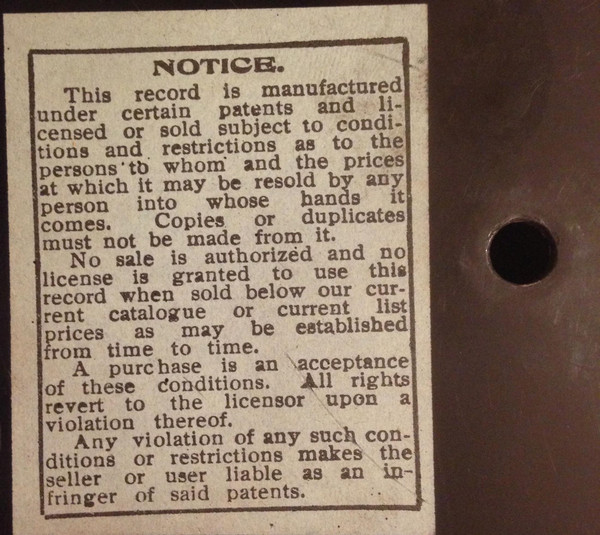 NOTICE.
This record is manufactured
under certain patents and li-
censed or sold subject to condi-
tions and restrictions as to the
persons to whom and the prices
at which it may be resold by any
person into whose hands it
comes. Copies or duplicates
must not be made from it.
No sale is authorized and no
license is granted to use this
record when sold below our cur-
rent catalogue or current list
prices as may be established
from time to time.
A purchase is an acceptance
of these conditions. All rights
revert to the licensor upon a
violation thereof.
Any violation of any such con-
ditions or restrictions makes the
seller or user liable as an in-
fringer of said patents.